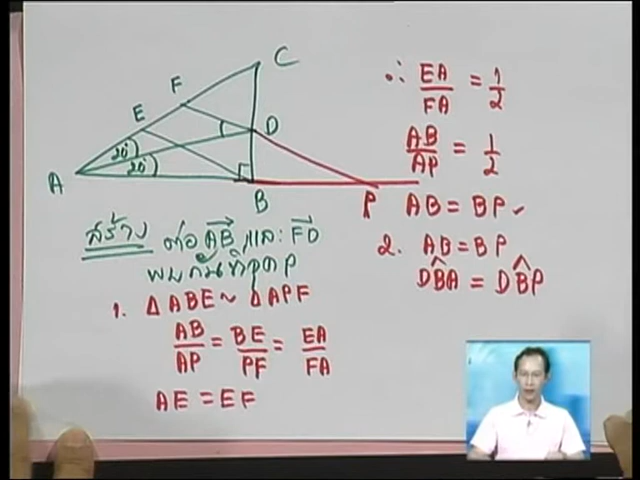 C
F
E
D
20°
20°
A
B
P
สร้าง ต่อ AB⃗ และ FD⃗
พบกันที่จุด P
1. △ABE ~ △APF
AB/AP = BE/PF = EA/FA
AE = EF
∴ EA/FA = 1/2
AB/AP = 1/2
AB = BP ✓
2. AB = BP
DB̂A = DB̂P